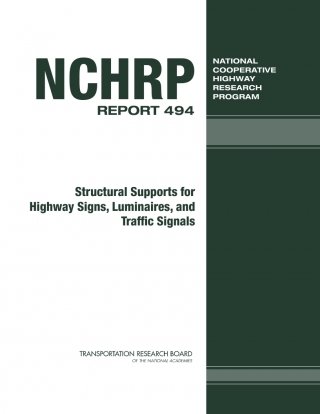 NCHRP
REPORT 494
NATIONAL
COOPERATIVE
HIGHWAY
RESEARCH
PROGRAM
Structural Supports for
Highway Signs, Luminaires, and
Traffic Signals
TRANSPORTATION RESEARCH BOARD
OF THE NATIONAL ACADEMIES